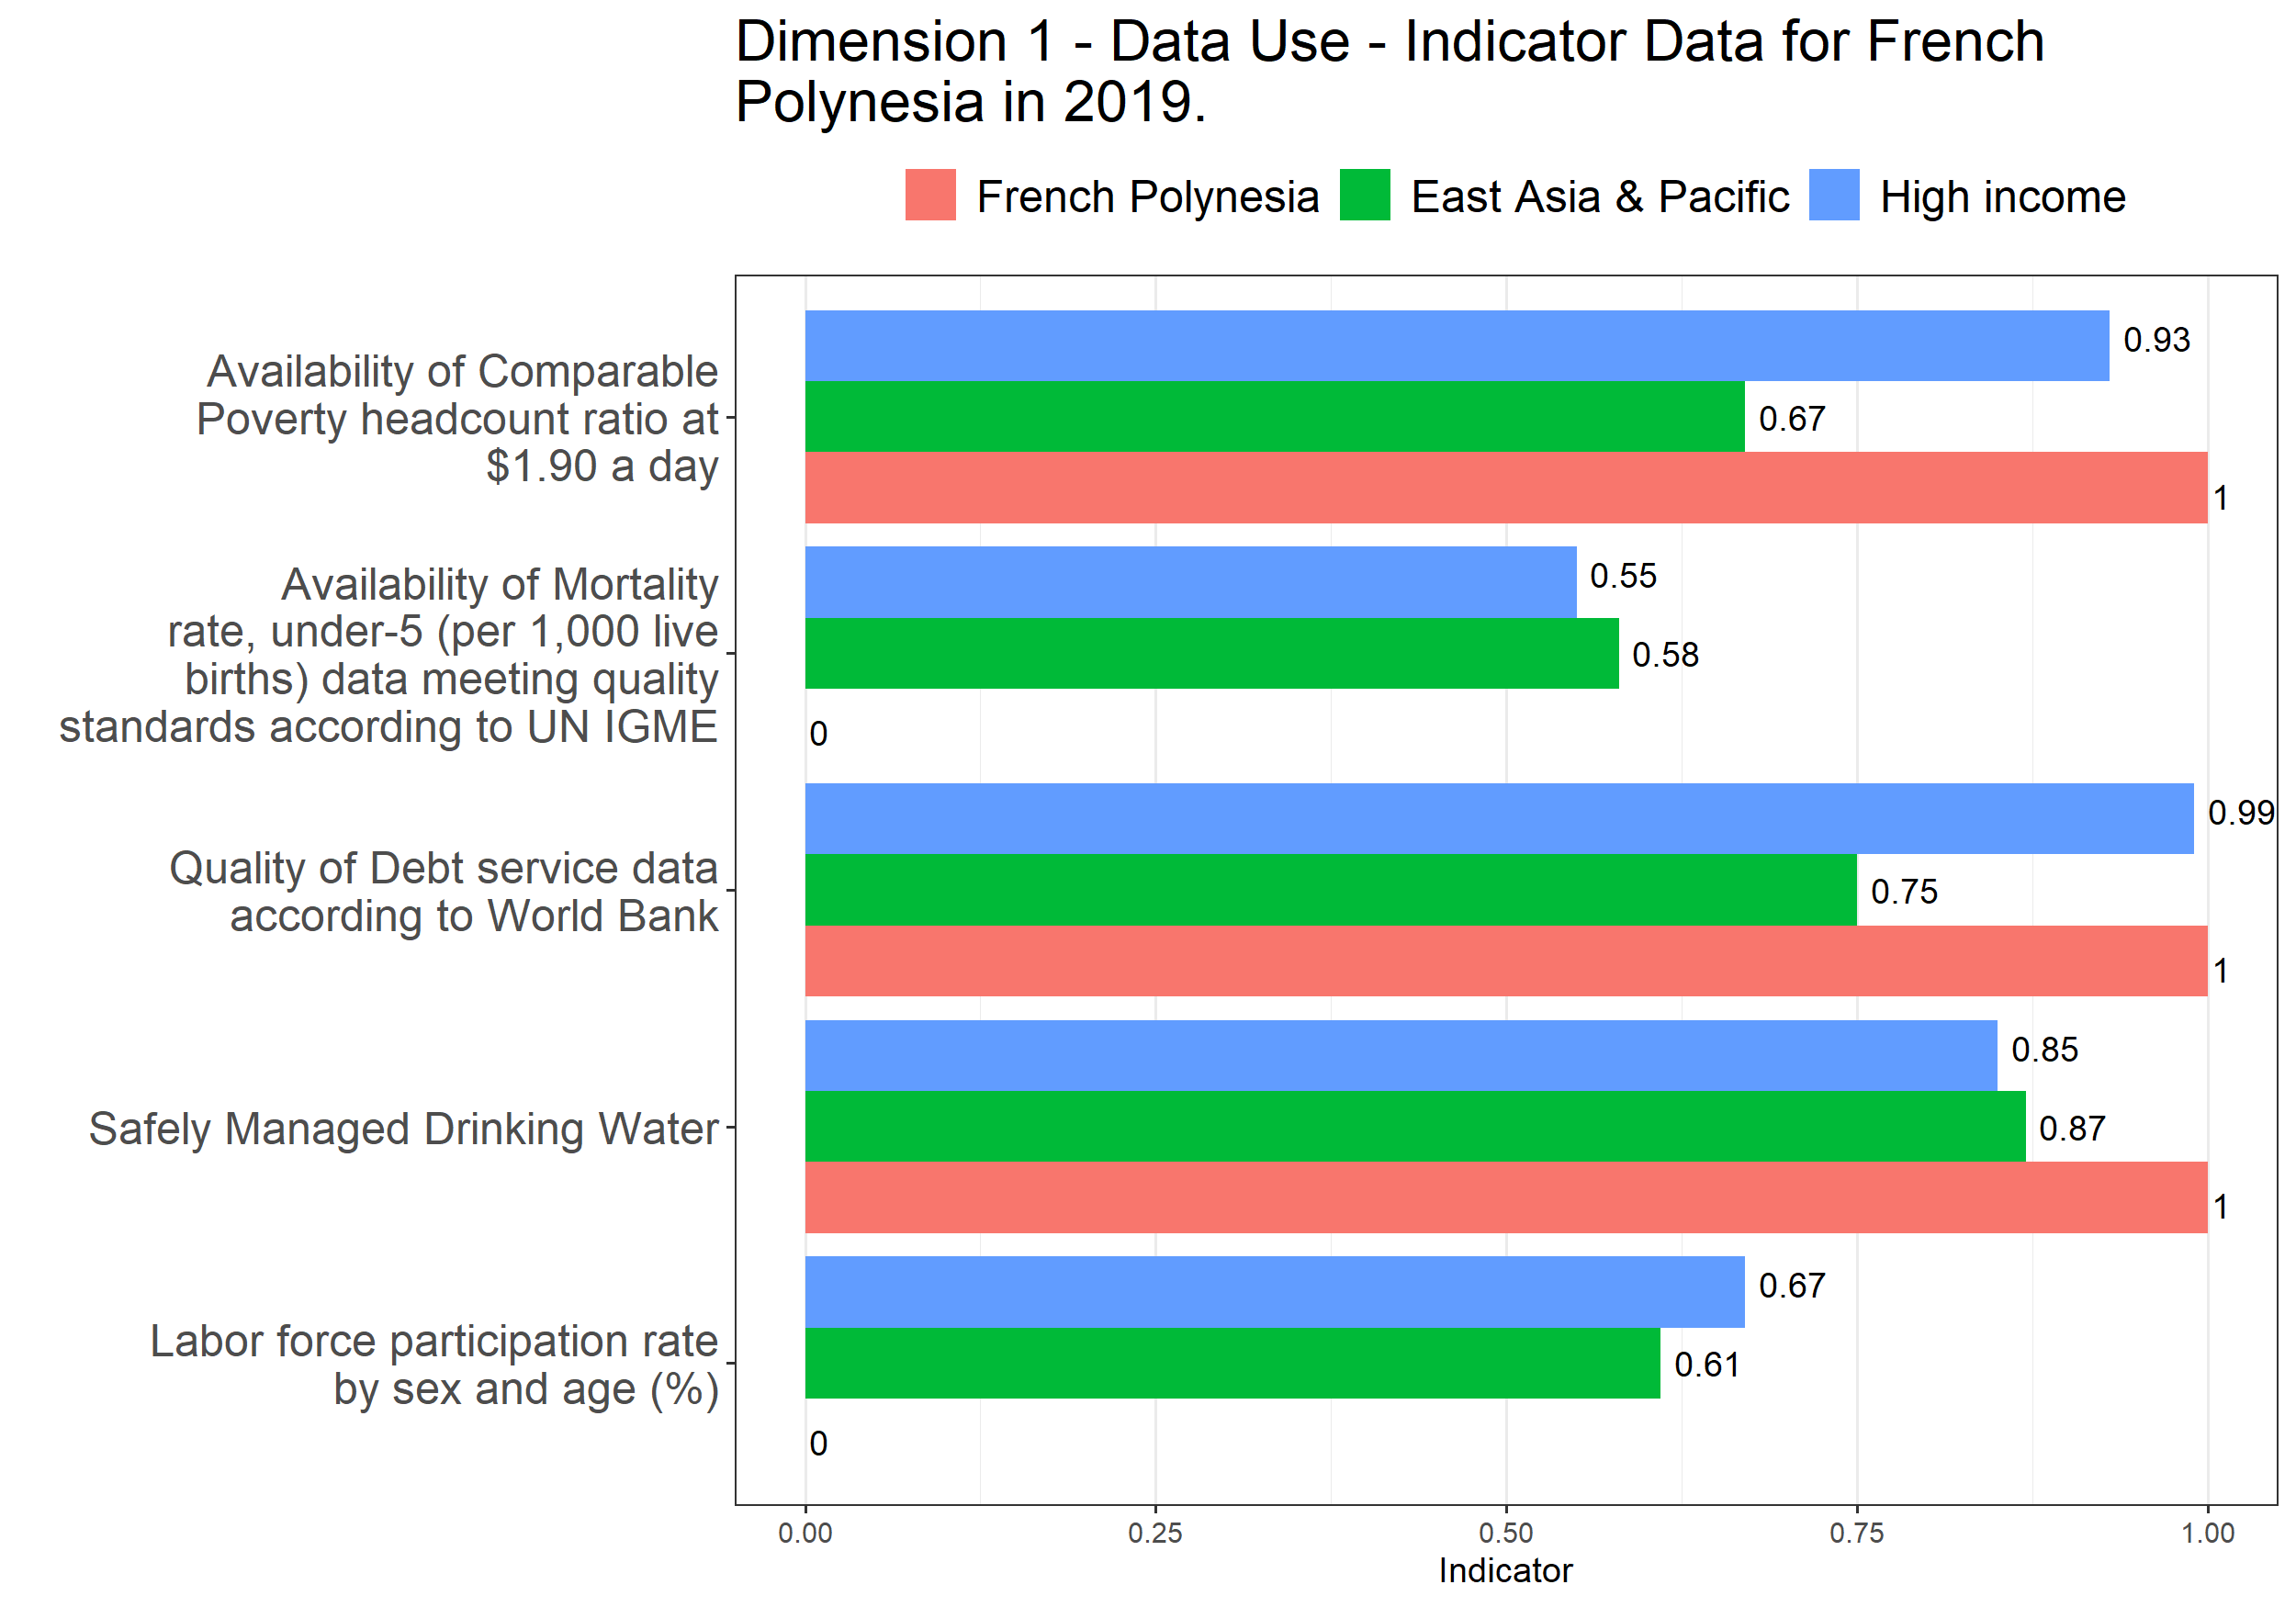 Dimension 1 - Data Use - Indicator Data for French
Polynesia in 2019.
French Polynesia East Asia & Pacific High income
Availability of Comparable
Poverty headcount ratio at
$1.90 a day
0.93
0.67
1
Availability of Mortality
rate, under-5 (per 1,000 live
births) data meeting quality
standards according to UN IGME
0.55
0.58
0
Quality of Debt service data
according to World Bank
0.99
0.75
1
Safely Managed Drinking Water
0.85
0.87
1
Labor force participation rate
by sex and age (%)
0.67
0.61
0
0.00 0.25 0.50 0.75 1.00
Indicator